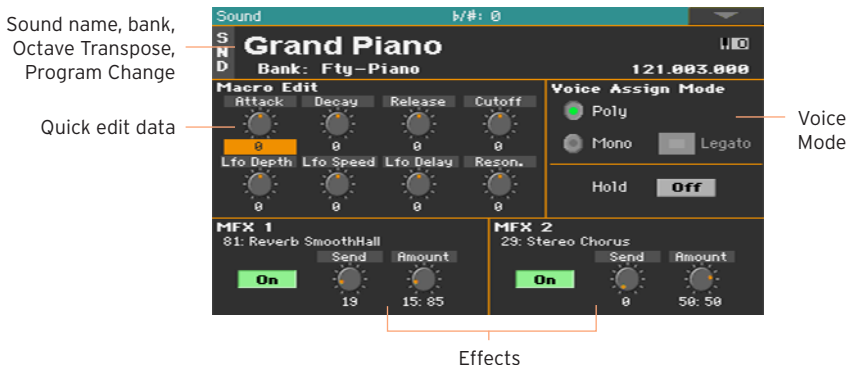 Sound name, bank,
Octave Transpose,
Program Change
Quick edit data
Sound ♭/#: 0
SND
Grand Piano
Bank: Fty-Piano 121.003.000
Macro Edit
Attack Decay Release Cutoff
0 0 0 0
Lfo Depth Lfo Speed Lfo Delay Reson.
0 0 0 0
Voice Assign Mode
Poly
Mono Legato
Hold Off
Voice
Mode
MFX 1
81: Reverb SmoothHall
Send Amount
On
19 15: 85
MFX 2
29: Stereo Chorus
Send Amount
On
0 50: 50
Effects